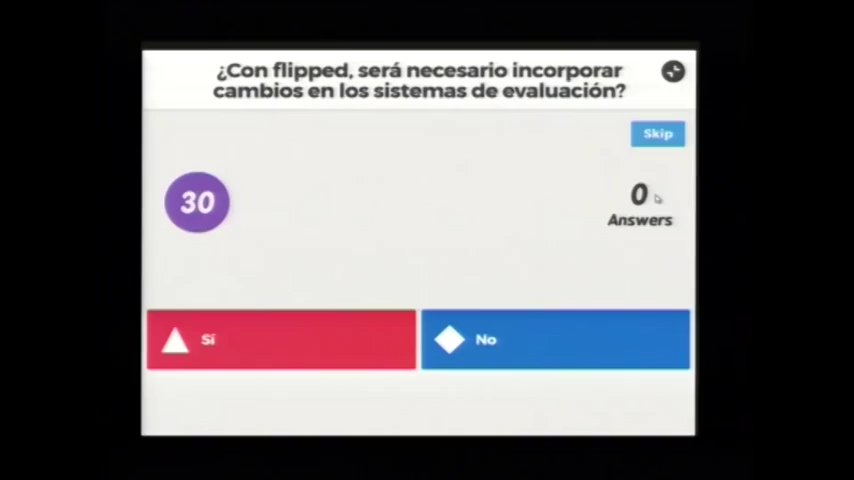 ¿Con flipped, será necesario incorporar
cambios en los sistemas de evaluación?
Skip
30
0
Answers
Sí
No